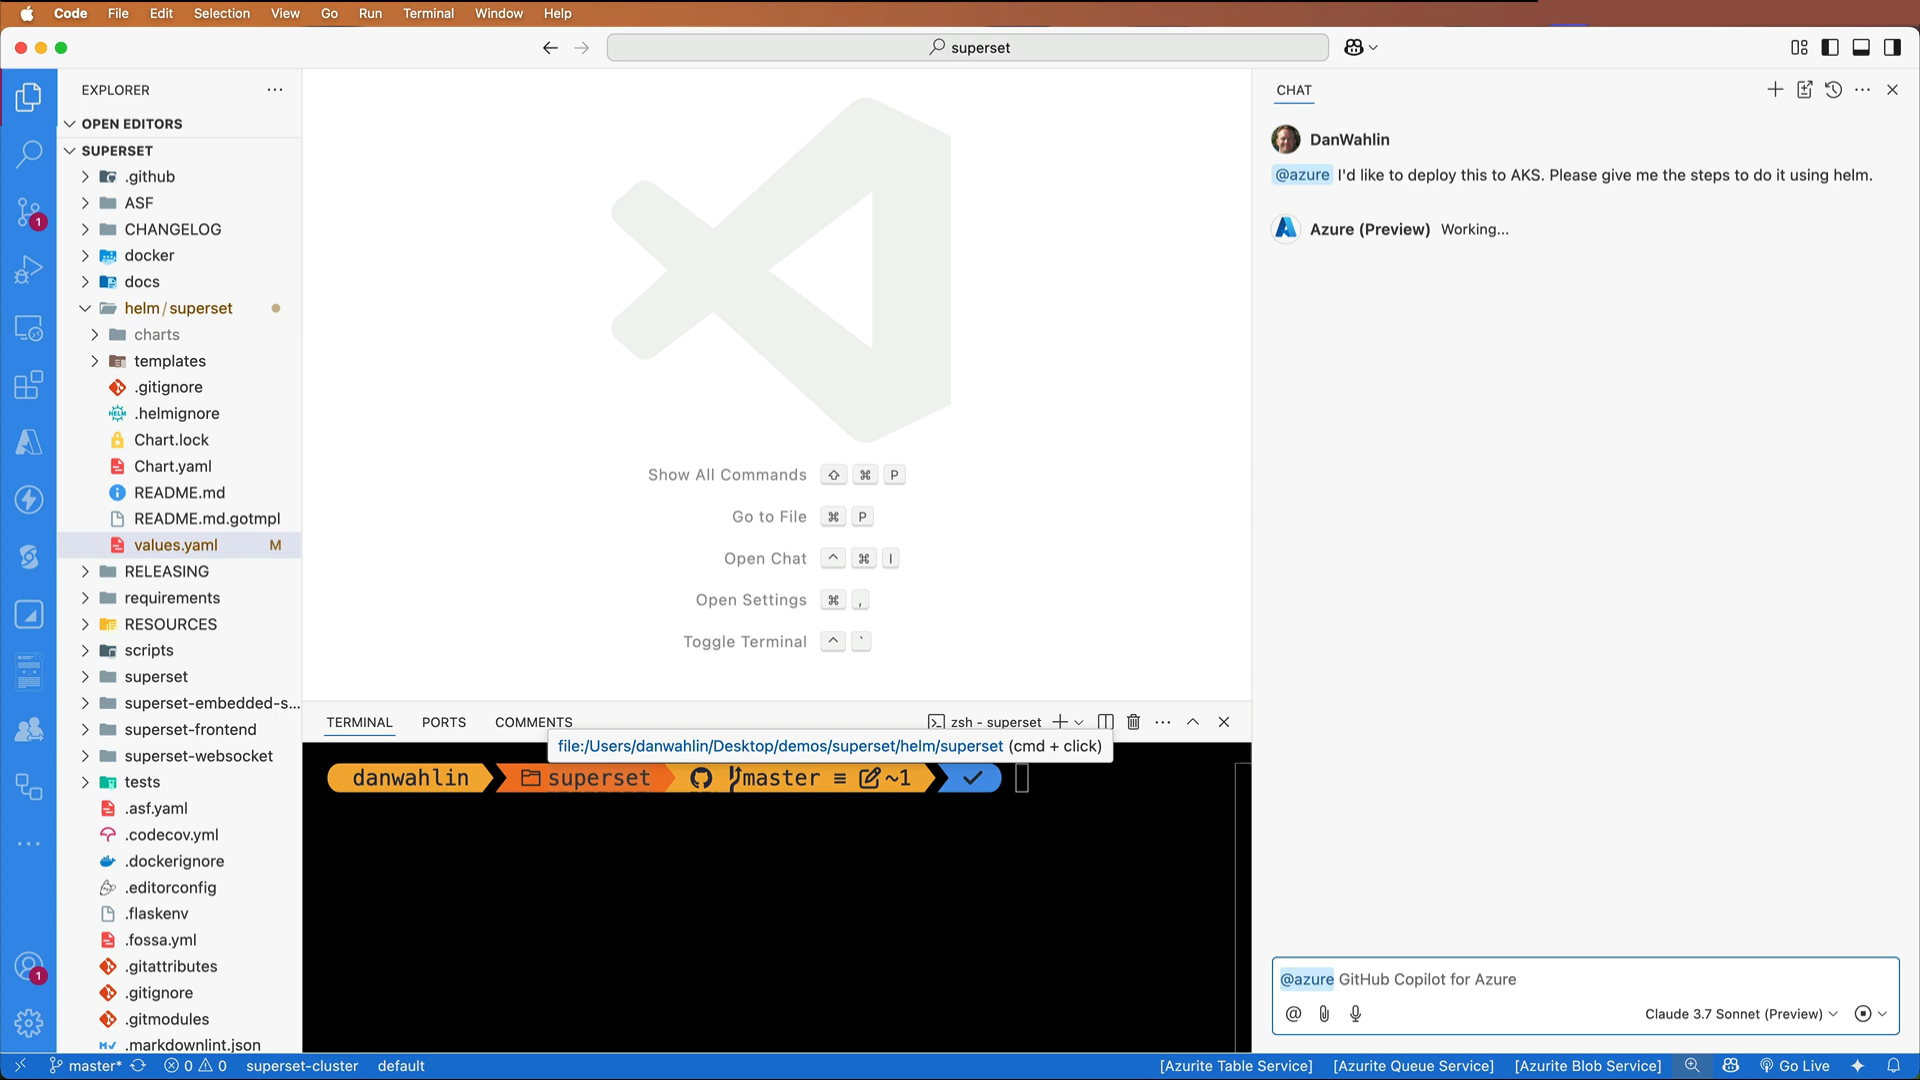 Code File Edit Selection View Go Run Terminal Window Help
superset
EXPLORER
OPEN EDITORS
SUPERSET
.github
ASF
CHANGELOG
docker
docs
helm/superset
charts
templates
.gitignore
.helmignore
Chart.lock
Chart.yaml
README.md
README.md.gotmpl
values.yaml M
RELEASING
requirements
RESOURCES
scripts
superset
superset-embedded-s...
superset-frontend
superset-websocket
tests
.asf.yaml
.codecov.yml
.dockerignore
.editorconfig
.flaskenv
.fossa.yml
.gitattributes
.gitignore
.gitmodules
.markdownlint.json
1
1
Show All Commands ⇧ ⌘ P
Go to File ⌘ P
Open Chat ^ ⌘ I
Open Settings ⌘ ,
Toggle Terminal ^ `
TERMINAL PORTS COMMENTS
zsh - superset
file:/Users/danwahlin/Desktop/demos/superset/helm/superset (cmd + click)
danwahlin superset master ≡ ~1
CHAT
DanWahlin
@azure I'd like to deploy this to AKS. Please give me the steps to do it using helm.
Azure (Preview) Working...
@azure GitHub Copilot for Azure
@ Claude 3.7 Sonnet (Preview)
master* 0 0 superset-cluster default [Azurite Table Service] [Azurite Queue Service] [Azurite Blob Service] Go Live